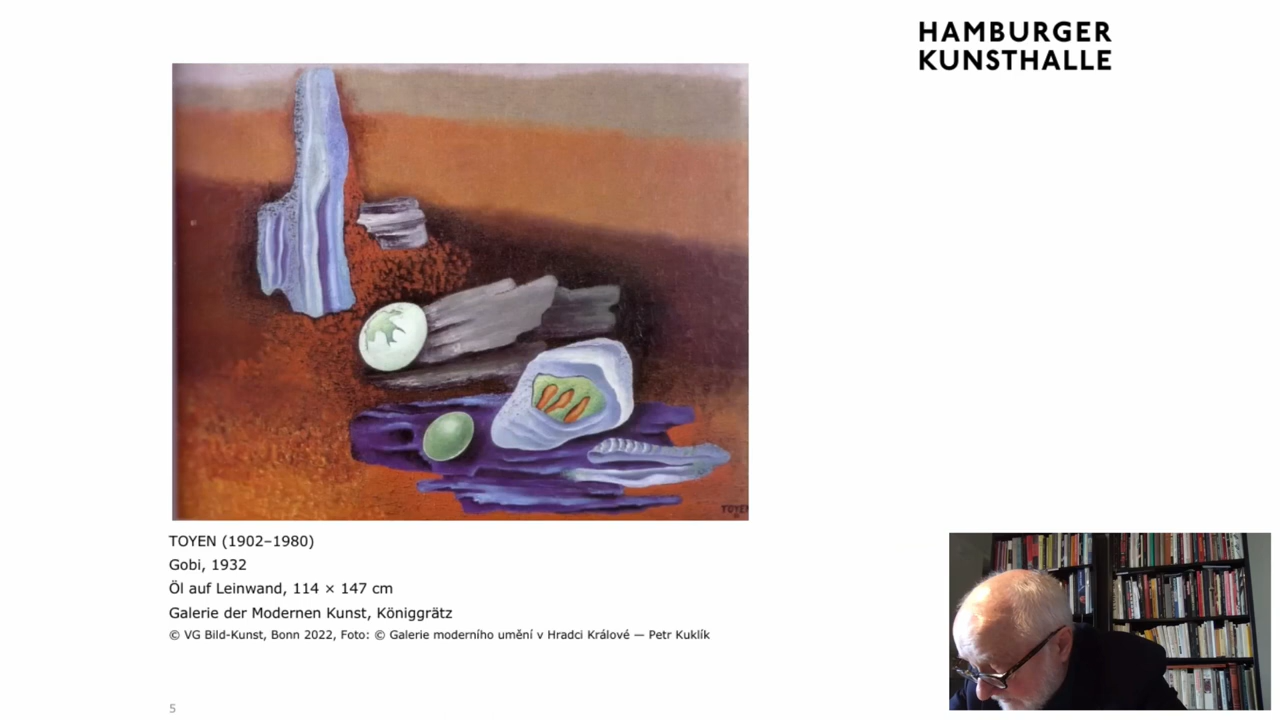 HAMBURGER
KUNSTHALLE
TOYEN
TOYEN (1902–1980)
Gobi, 1932
Öl auf Leinwand, 114 × 147 cm
Galerie der Modernen Kunst, Königgrätz
© VG Bild-Kunst, Bonn 2022, Foto: © Galerie moderního umění v Hradci Králové — Petr Kuklík
5